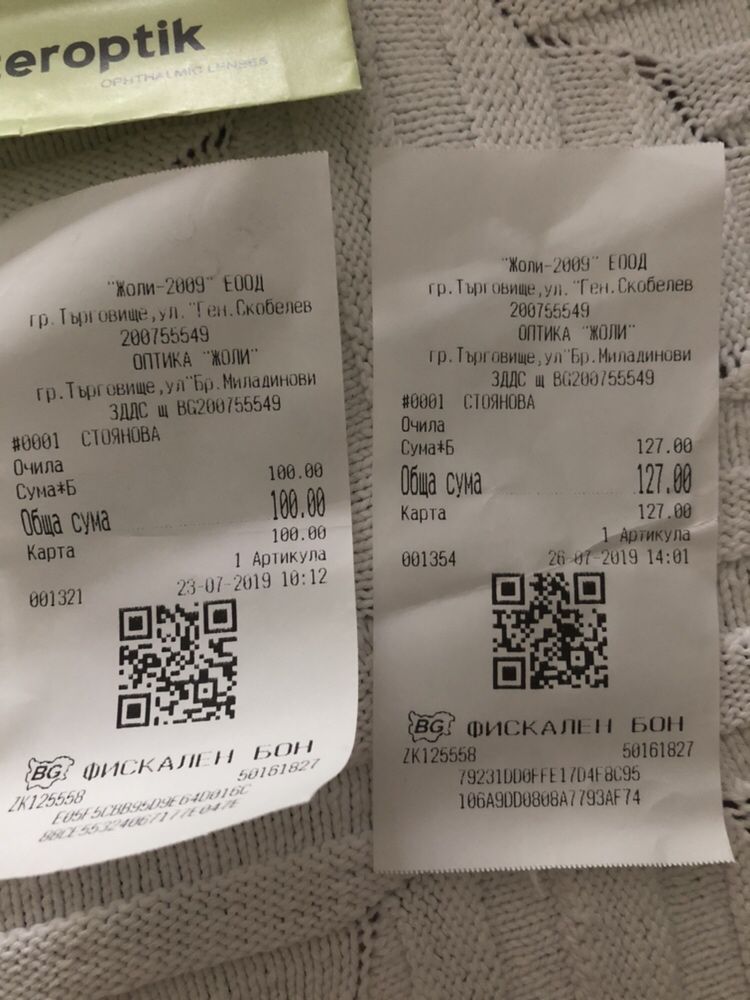 eroptik
OPHTHALMIC LENSES
"Жоли-2009" ЕООД
гр.Търговище,ул."Ген.Скобелев
200755549
ОПТИКА "ЖОЛИ"
гр.Търговище,ул"Бр.Миладинови
ЗДДС щ BG200755549
#0001 СТОЯНОВА
Очила
Сума*Б 100.00
Обща сума 100.00
Карта 100.00
1 Артикула
001321 23-07-2019 10:12
BG ФИСКАЛЕН БОН
ZK125558 50161827
"Жоли-2009" ЕООД
гр.Търговище,ул."Ген.Скобелев
200755549
ОПТИКА "ЖОЛИ"
гр.Търговище,ул"Бр.Миладинови
ЗДДС щ BG200755549
#0001 СТОЯНОВА
Очила
Сума*Б 127.00
Обща сума 127.00
Карта 127.00
1 Артикула
001354 26-07-2019 14:01
BG ФИСКАЛЕН БОН
ZK125558 50161827
79231DD0FFE17D4F8C95
106A9DD0808A7793AF74